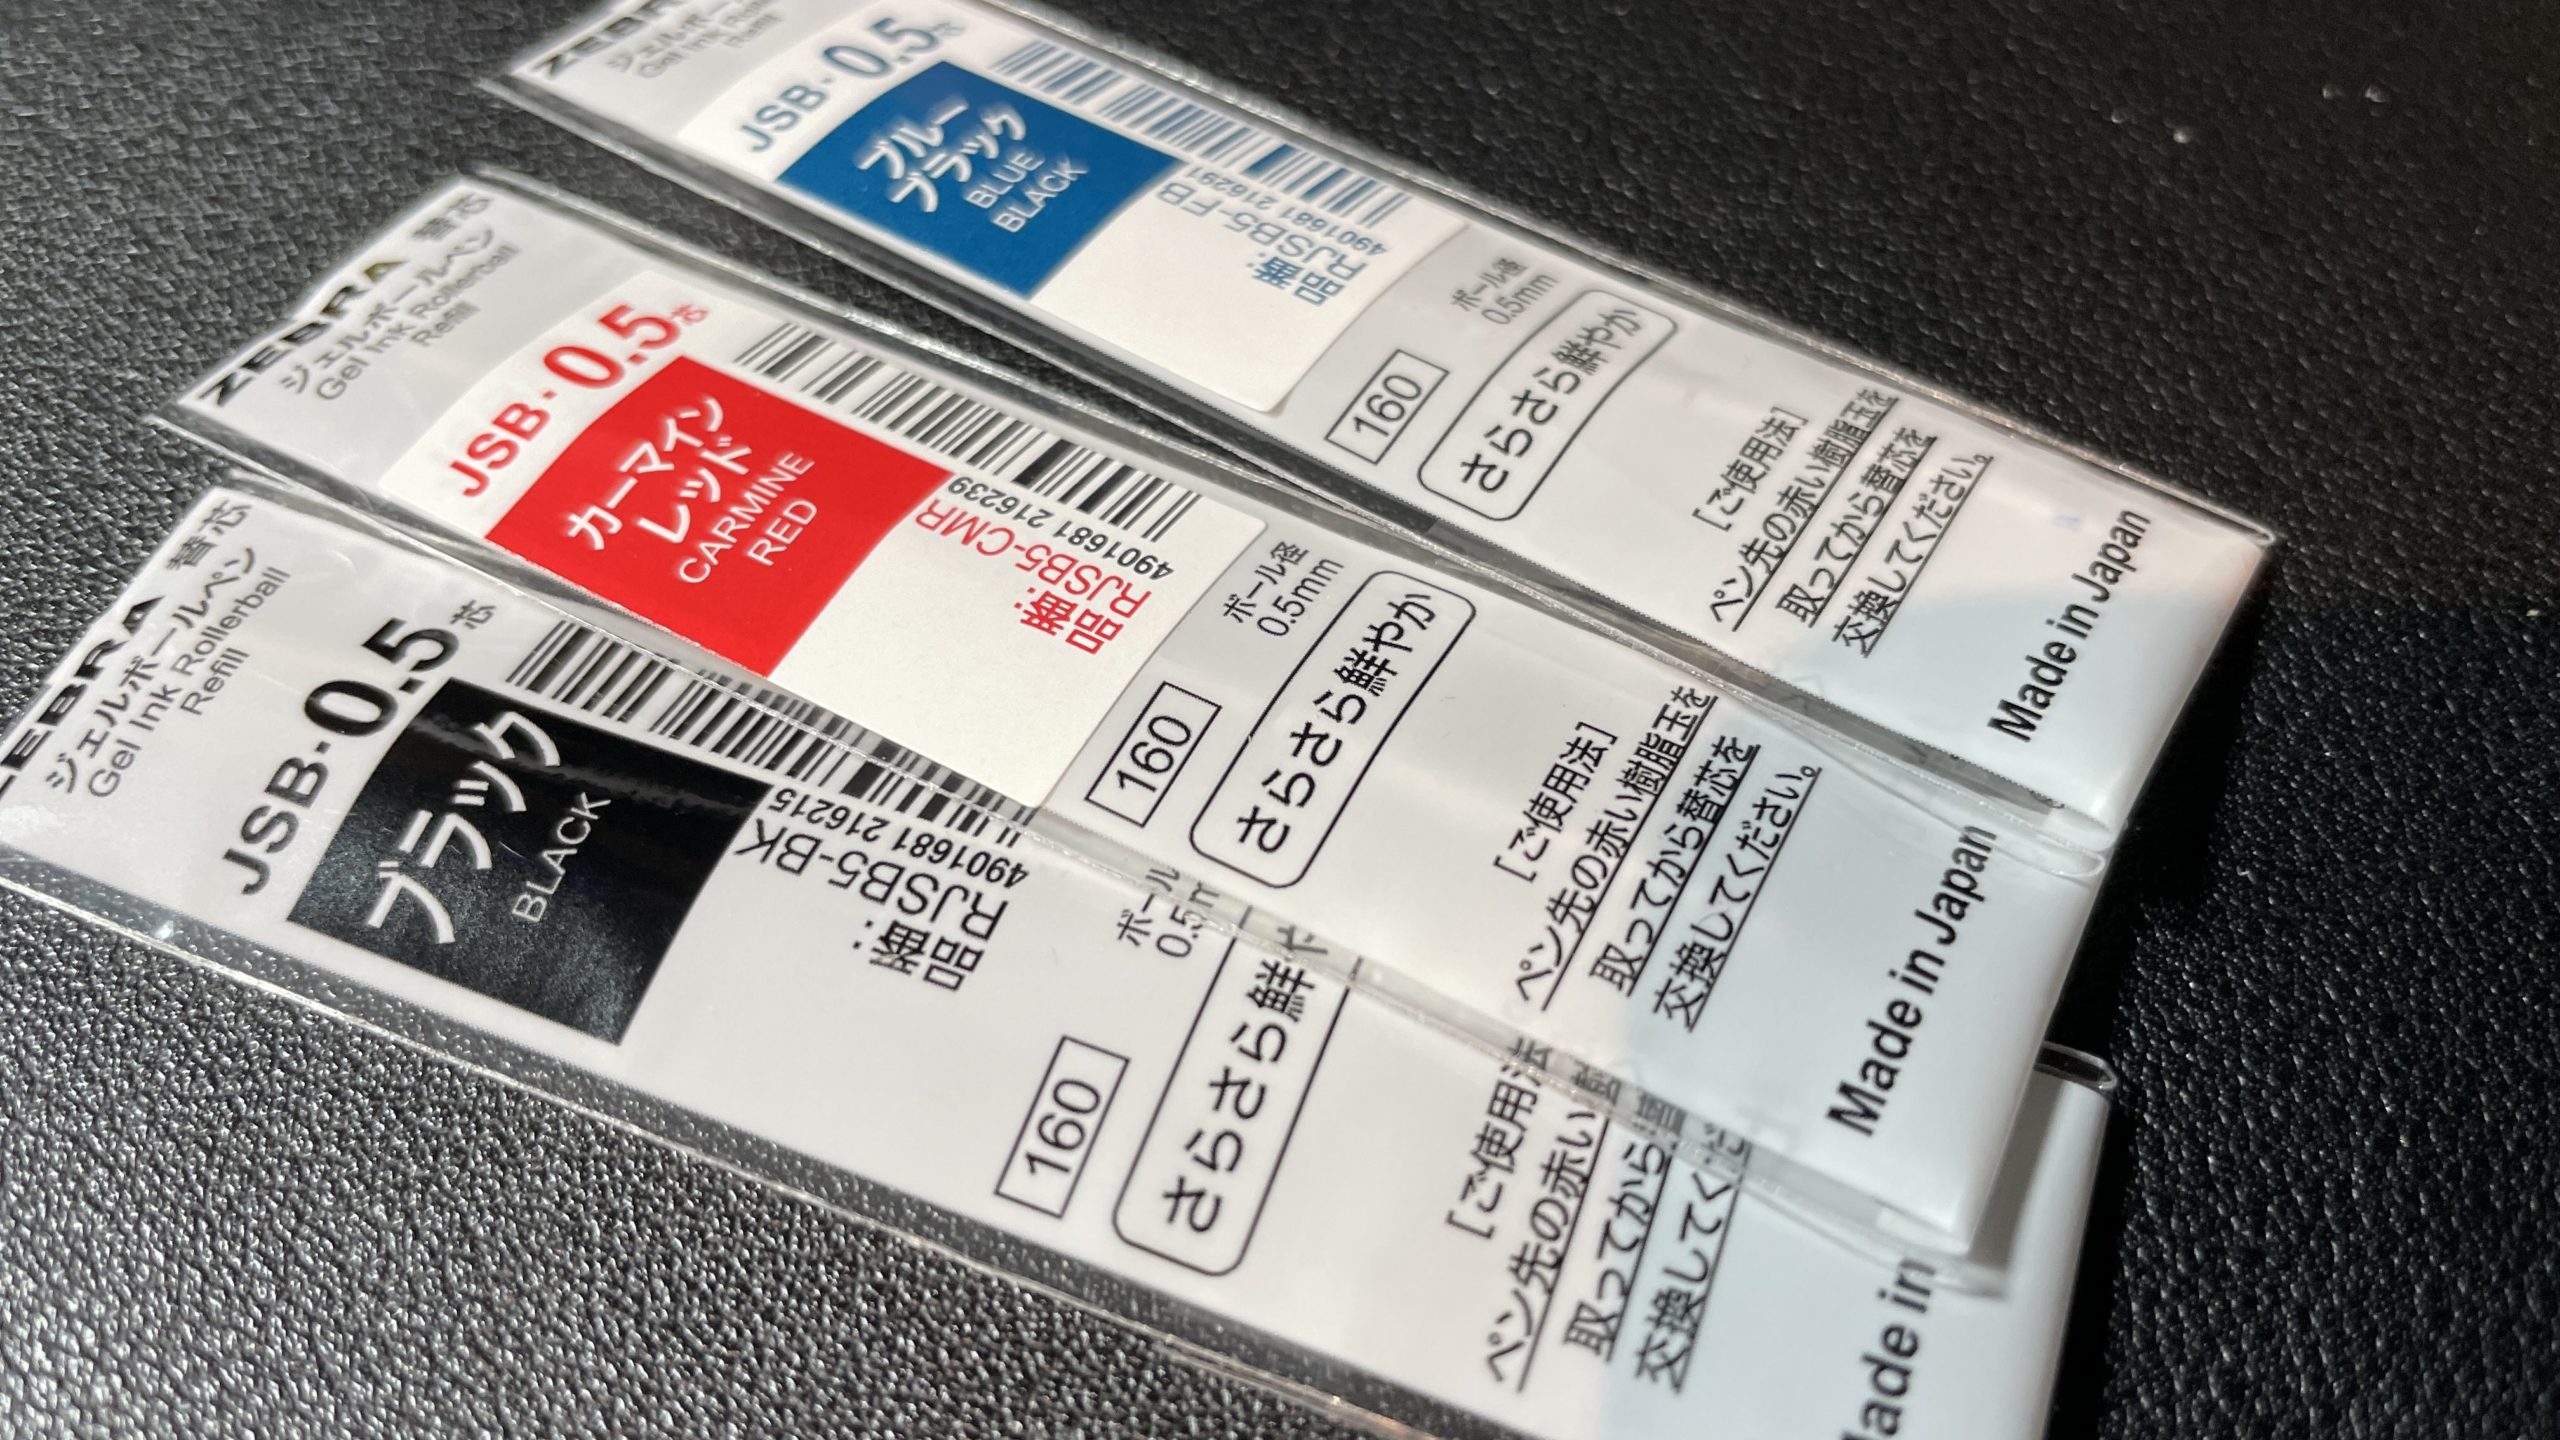 ZEBRA
ジェルボールペン
Gel Ink Rollerball
Refill
JSB-0.5芯
ブルー
ブラック
BLUE
BLACK
4901681 216291
品番:
RJSB5-FB
ボール径
0.5mm
160
さらさら鮮やか
[ご使用法]
ペン先の赤い樹脂玉を
取ってから替芯を
交換してください。
Made in Japan
ZEBRA 替芯
ジェルボールペン
Gel Ink Rollerball
Refill
JSB-0.5芯
カーマイン
レッド
CARMINE
RED
4901681 216239
品番:
RJSB5-CMR
ボール径
0.5mm
160
さらさら鮮やか
[ご使用法]
ペン先の赤い樹脂玉を
取ってから替芯を
交換してください。
Made in Japan
ZEBRA 替芯
ジェルボールペン
Gel Ink Rollerball
Refill
JSB-0.5芯
ブラック
BLACK
4901681 216215
品番:
RJSB5-BK
ボール
0.5m
160
さらさら鮮や
[ご使用法
ペン先の赤い
取ってから替
交換してくだ
Made in